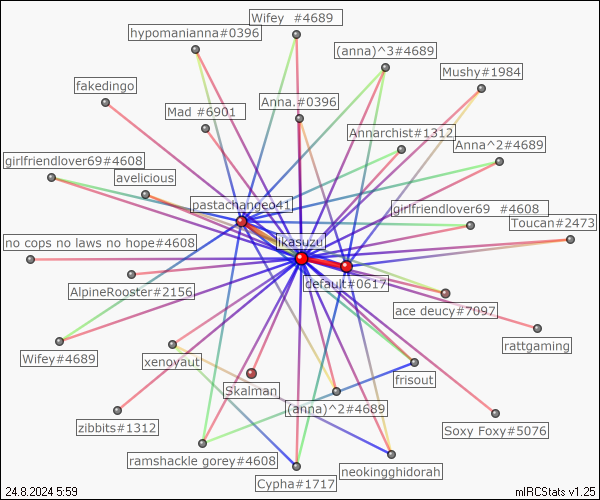 Wifey  #4689
hypomanianna#0396
(anna)^3#4689
Mushy#1984
fakedingo
Anna.#0396
Mad #6901
Annarchist#1312
Anna^2#4689
girlfriendlover69#4608
avelicious
pastachaneo41
girlfriendlover69  #4608
Toucan#2473
ikasuzu
no cops no laws no hope#4608
default#0617
AlpineRooster#2156
ace deucy#7097
rattgaming
Wifey#4689
xenoyaut
frisout
Skalman
(anna)^2#4689
zibbits#1312
Soxy Foxy#5076
ramshackle gorey#4608
neokingghidorah
Cypha#1717
24.8.2024 5:59
mIRCStats v1.25